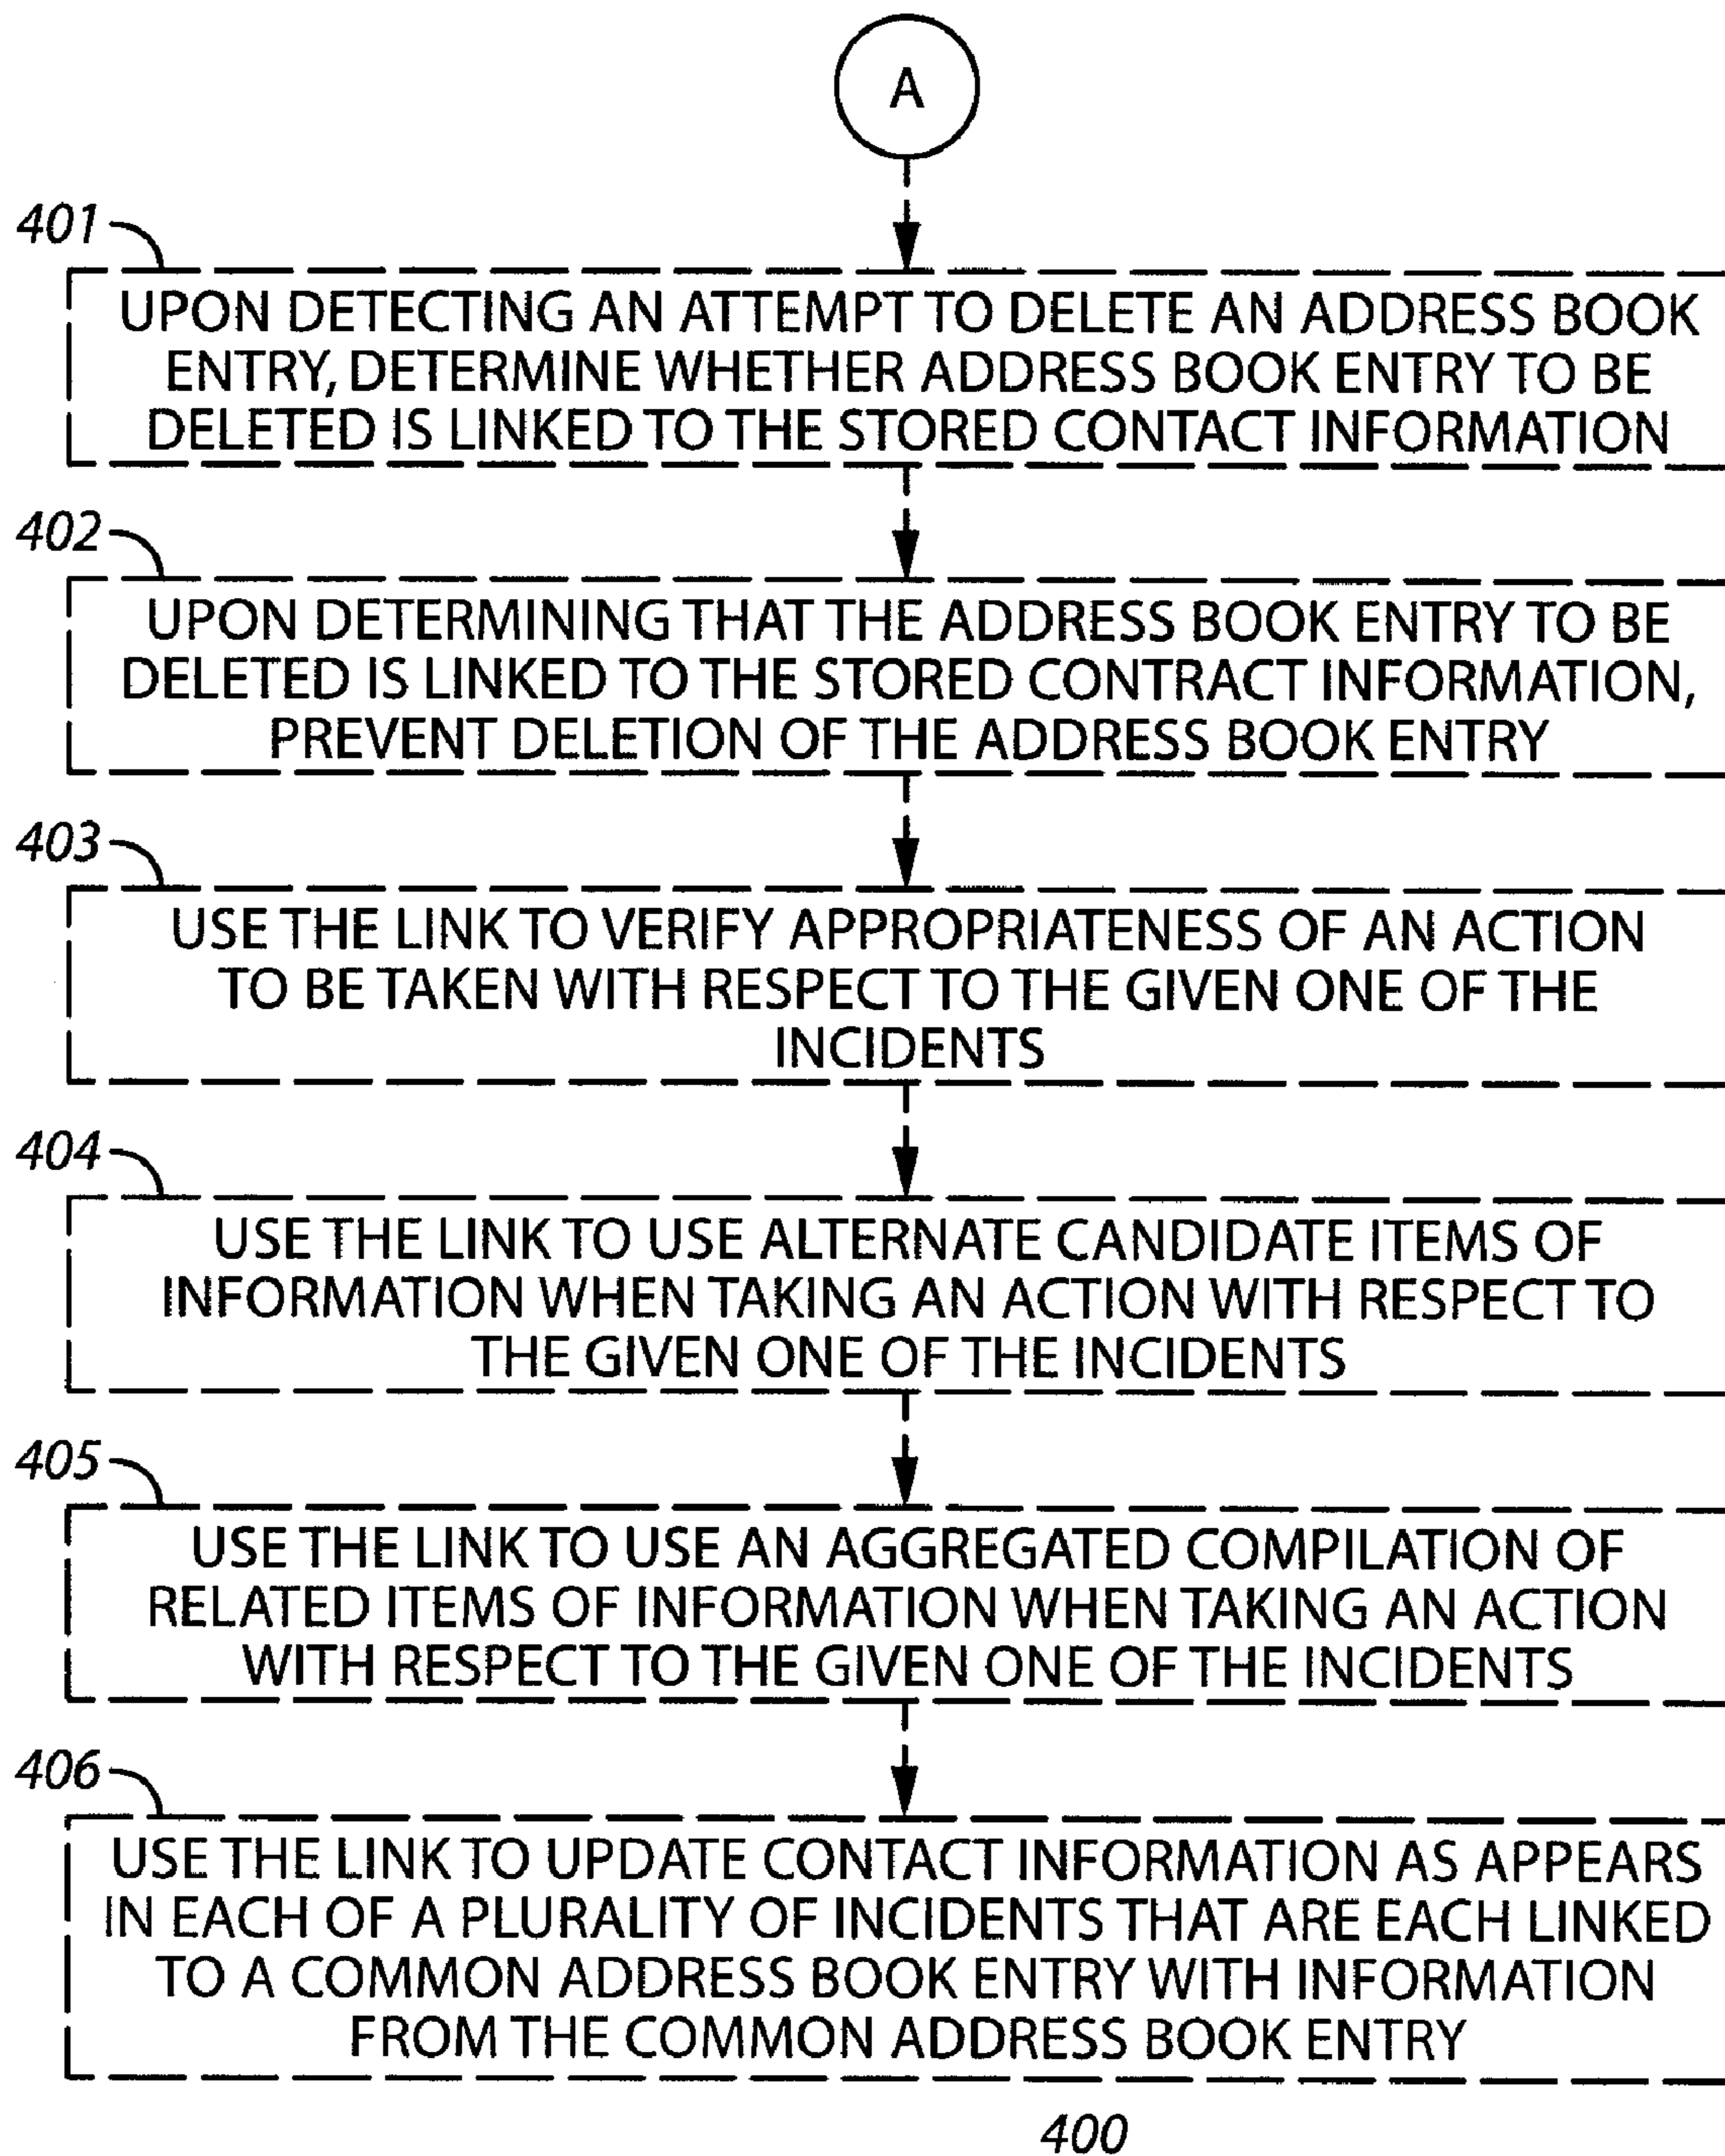 A
401
UPON DETECTING AN ATTEMPT TO DELETE AN ADDRESS BOOK
ENTRY, DETERMINE WHETHER ADDRESS BOOK ENTRY TO BE
DELETED IS LINKED TO THE STORED CONTACT INFORMATION
402
UPON DETERMINING THAT THE ADDRESS BOOK ENTRY TO BE
DELETED IS LINKED TO THE STORED CONTRACT INFORMATION,
PREVENT DELETION OF THE ADDRESS BOOK ENTRY
403
USE THE LINK TO VERIFY APPROPRIATENESS OF AN ACTION
TO BE TAKEN WITH RESPECT TO THE GIVEN ONE OF THE
INCIDENTS
404
USE THE LINK TO USE ALTERNATE CANDIDATE ITEMS OF
INFORMATION WHEN TAKING AN ACTION WITH RESPECT TO
THE GIVEN ONE OF THE INCIDENTS
405
USE THE LINK TO USE AN AGGREGATED COMPILATION OF
RELATED ITEMS OF INFORMATION WHEN TAKING AN ACTION
WITH RESPECT TO THE GIVEN ONE OF THE INCIDENTS
406
USE THE LINK TO UPDATE CONTACT INFORMATION AS APPEARS
IN EACH OF A PLURALITY OF INCIDENTS THAT ARE EACH LINKED
TO A COMMON ADDRESS BOOK ENTRY WITH INFORMATION
FROM THE COMMON ADDRESS BOOK ENTRY
400